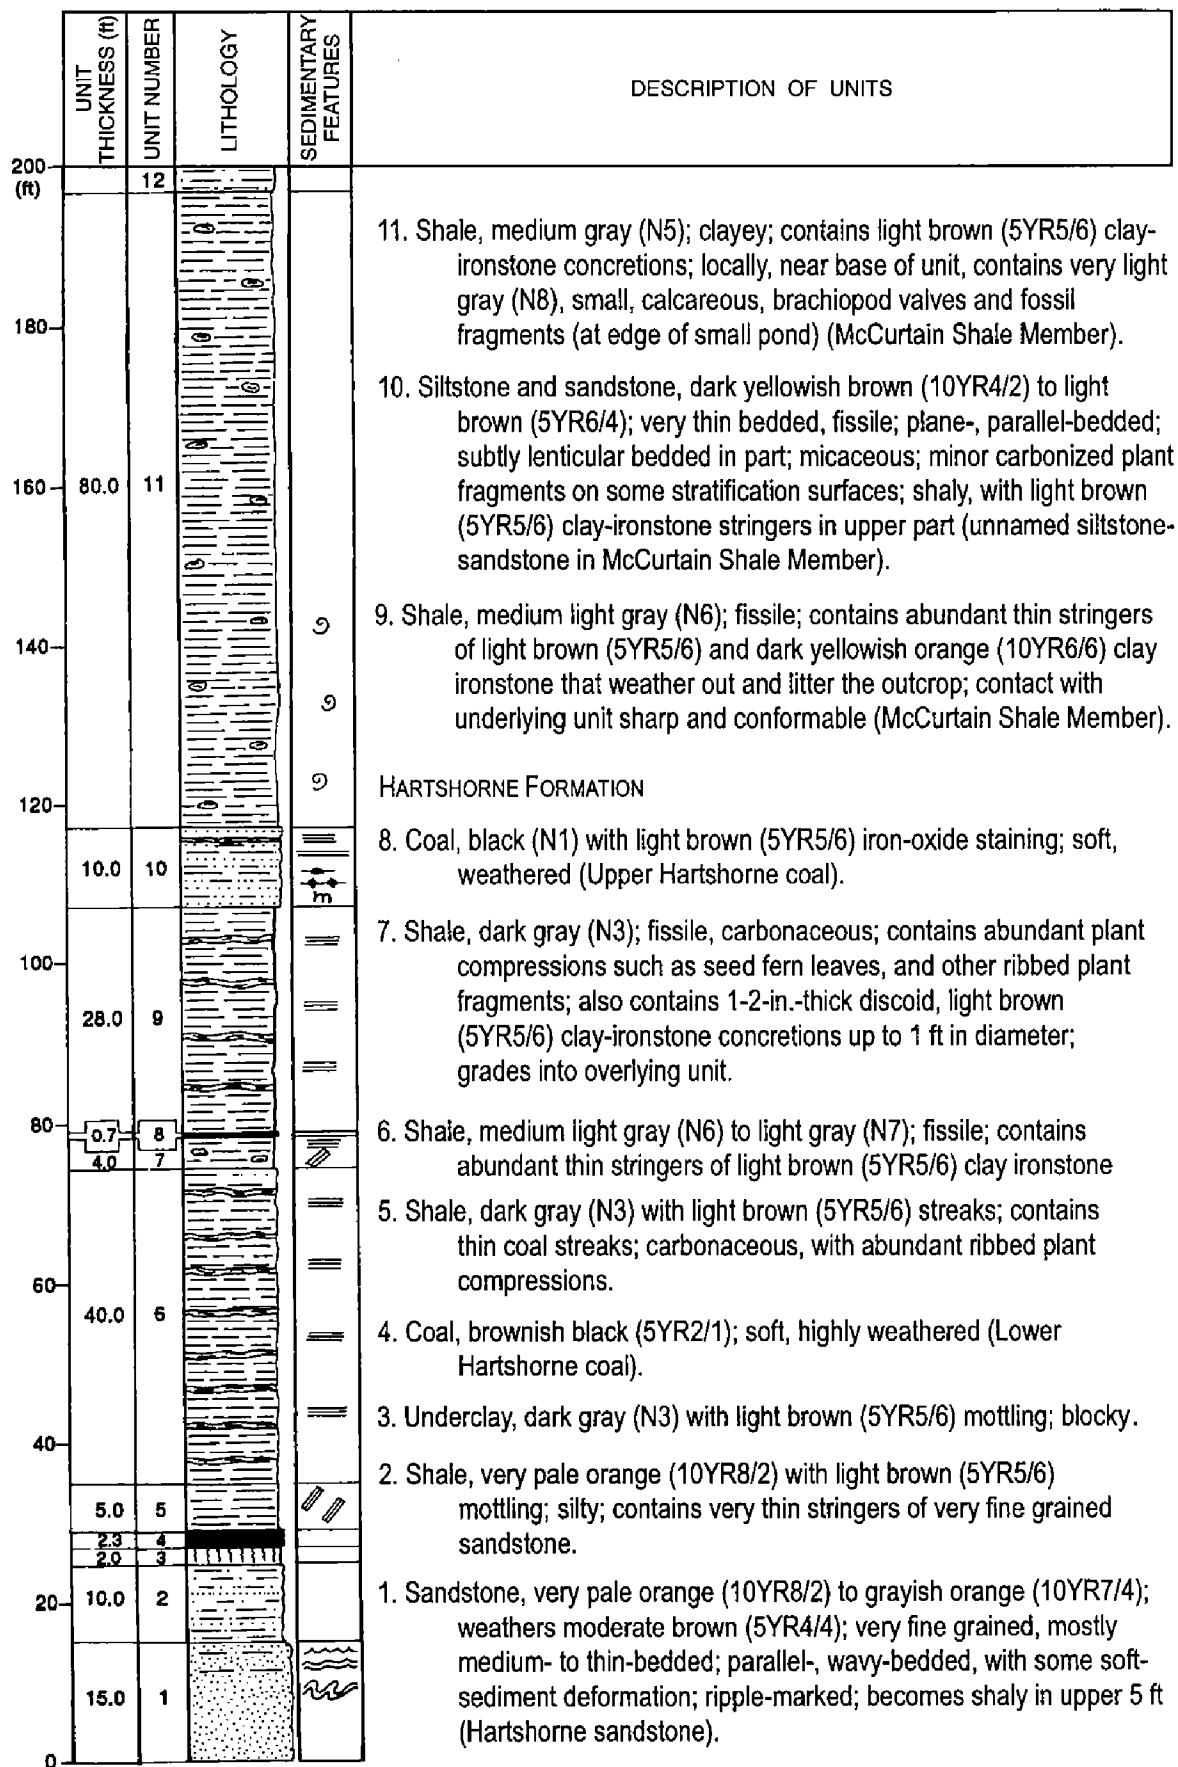 UNIT
THICKNESS (ft)
UNIT NUMBER
LITHOLOGY
SEDIMENTARY
FEATURES
DESCRIPTION OF UNITS
200
(ft)
12
11. Shale, medium gray (N5); clayey; contains light brown (5YR5/6) clay-
ironstone concretions; locally, near base of unit, contains very light
gray (N8), small, calcareous, brachiopod valves and fossil
fragments (at edge of small pond) (McCurtain Shale Member).
180
10. Siltstone and sandstone, dark yellowish brown (10YR4/2) to light
brown (5YR6/4); very thin bedded, fissile; plane-, parallel-bedded;
subtly lenticular bedded in part; micaceous; minor carbonized plant
fragments on some stratification surfaces; shaly, with light brown
(5YR5/6) clay-ironstone stringers in upper part (unnamed siltstone-
sandstone in McCurtain Shale Member).
160 80.0 11
9. Shale, medium light gray (N6); fissile; contains abundant thin stringers
of light brown (5YR5/6) and dark yellowish orange (10YR6/6) clay
ironstone that weather out and litter the outcrop; contact with
underlying unit sharp and conformable (McCurtain Shale Member).
140
HARTSHORNE FORMATION
120
8. Coal, black (N1) with light brown (5YR5/6) iron-oxide staining; soft,
weathered (Upper Hartshorne coal).
10.0 10
m
7. Shale, dark gray (N3); fissile, carbonaceous; contains abundant plant
compressions such as seed fern leaves, and other ribbed plant
fragments; also contains 1-2-in.-thick discoid, light brown
(5YR5/6) clay-ironstone concretions up to 1 ft in diameter;
grades into overlying unit.
100
28.0 9
80
0.7 8
4.0 7
6. Shale, medium light gray (N6) to light gray (N7); fissile; contains
abundant thin stringers of light brown (5YR5/6) clay ironstone
5. Shale, dark gray (N3) with light brown (5YR5/6) streaks; contains
thin coal streaks; carbonaceous, with abundant ribbed plant
compressions.
60
40.0 6
4. Coal, brownish black (5YR2/1); soft, highly weathered (Lower
Hartshorne coal).
3. Underclay, dark gray (N3) with light brown (5YR5/6) mottling; blocky.
40
2. Shale, very pale orange (10YR8/2) with light brown (5YR5/6)
mottling; silty; contains very thin stringers of very fine grained
sandstone.
5.0 5
2.3 4
2.0 3
20 10.0 2
1. Sandstone, very pale orange (10YR8/2) to grayish orange (10YR7/4);
weathers moderate brown (5YR4/4); very fine grained, mostly
medium- to thin-bedded; parallel-, wavy-bedded, with some soft-
sediment deformation; ripple-marked; becomes shaly in upper 5 ft
(Hartshorne sandstone).
15.0 1
0